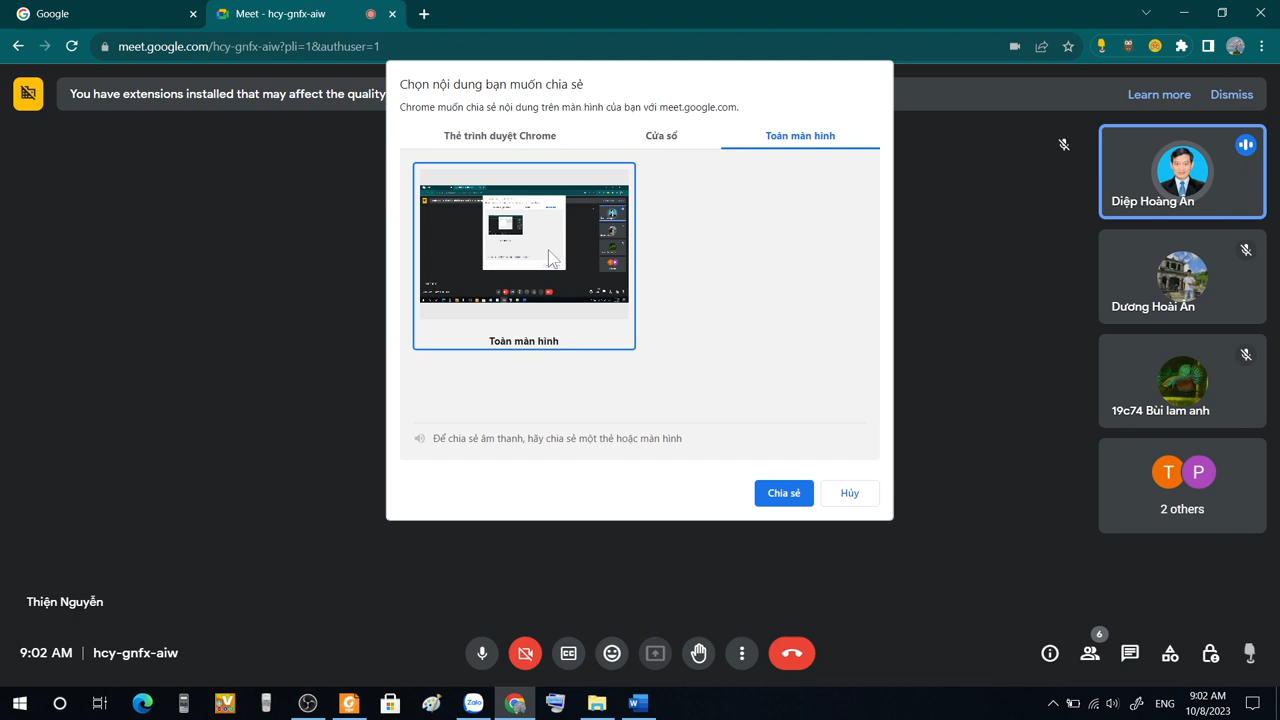 Google
Meet - hcy-gnfx-aiw
meet.google.com/hcy-gnfx-aiw?pli=1&authuser=1
You have extensions installed that may affect the quality
Learn more
Dismiss
Chọn nội dung bạn muốn chia sẻ
Chrome muốn chia sẻ nội dung trên màn hình của bạn với meet.google.com.
Thẻ trình duyệt Chrome
Cửa sổ
Toàn màn hình
Toàn màn hình
Để chia sẻ âm thanh, hãy chia sẻ một thẻ hoặc màn hình
Chia sẻ
Hủy
Diệp Hoàng Ân
Dương Hoài Ân
19c74 Bùi lam anh
T
P
2 others
Thiện Nguyễn
9:02 AM | hcy-gnfx-aiw
6
Zalo
ENG
9:02 AM
10/8/2023